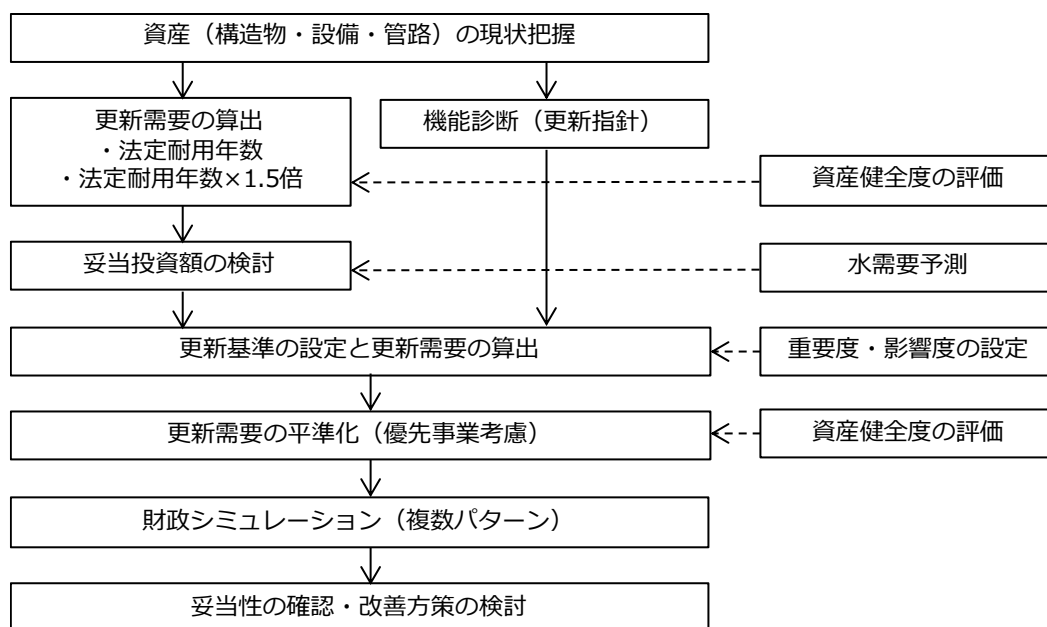 資産（構造物・設備・管路）の現状把握
更新需要の算出
・法定耐用年数
・法定耐用年数×1.5倍
機能診断（更新指針）
資産健全度の評価
妥当投資額の検討
水需要予測
更新基準の設定と更新需要の算出
重要度・影響度の設定
更新需要の平準化（優先事業考慮）
資産健全度の評価
財政シミュレーション（複数パターン）
妥当性の確認・改善方策の検討